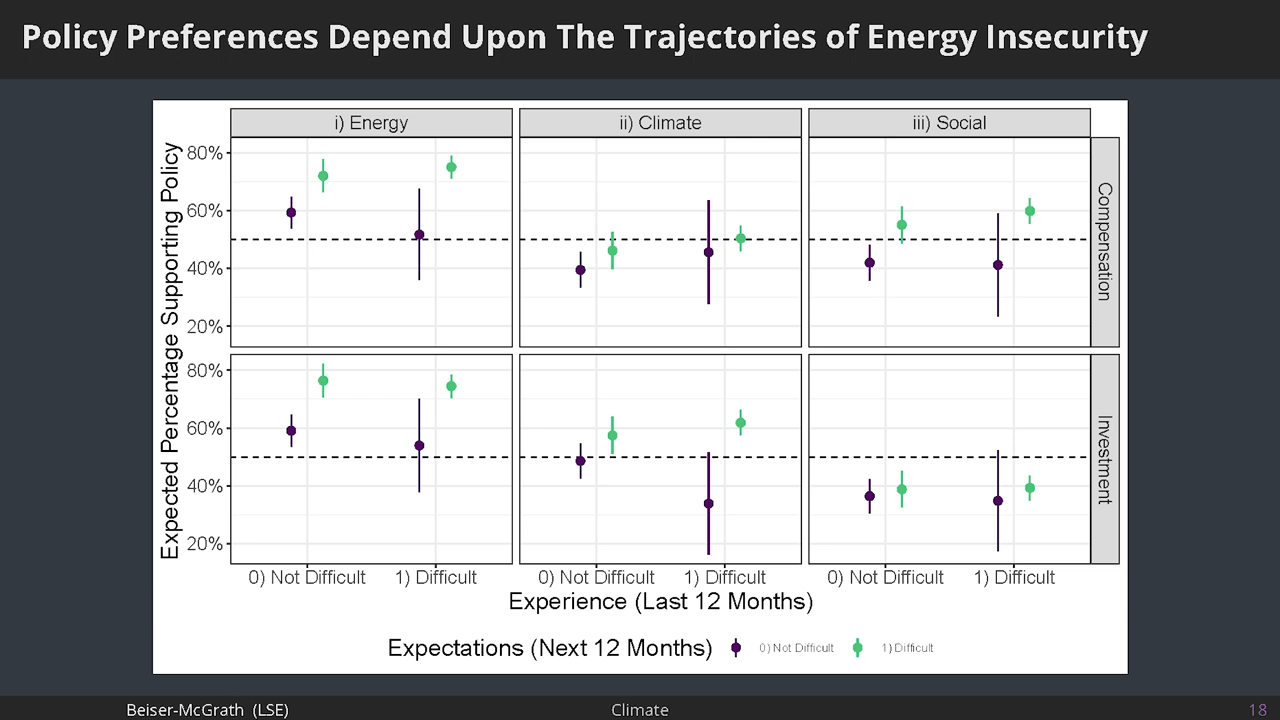 Policy Preferences Depend Upon The Trajectories of Energy Insecurity
i) Energy
ii) Climate
iii) Social
Expected Percentage Supporting Policy
80%
60%
40%
20%
Compensation
80%
60%
40%
20%
Investment
0) Not Difficult
1) Difficult
0) Not Difficult
1) Difficult
0) Not Difficult
1) Difficult
Experience (Last 12 Months)
Expectations (Next 12 Months)
0) Not Difficult
1) Difficult
Beiser-McGrath (LSE)
Climate
18